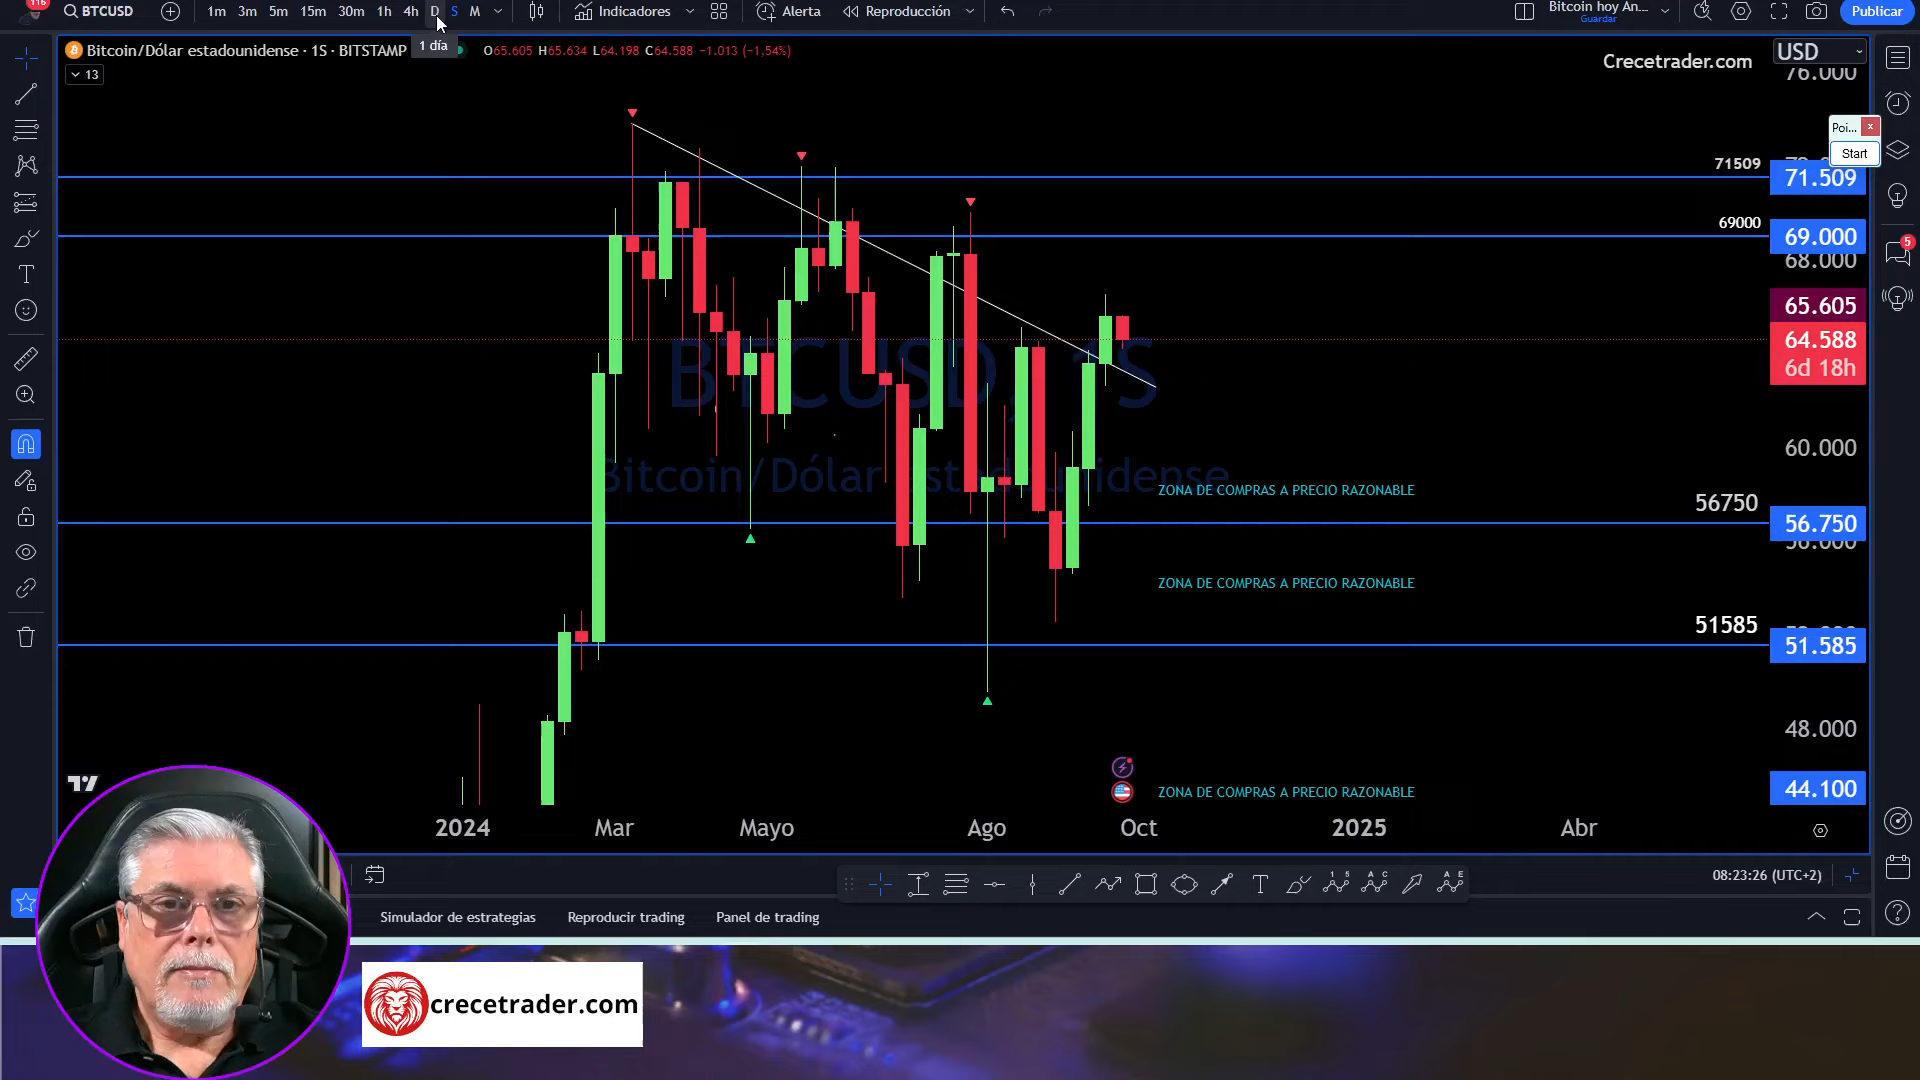 116
BTCUSD
1m 3m 5m 15m 30m 1h 4h D S M
Indicadores
Alerta
Reproducción
Bitcoin hoy An...
Guardar
Publicar
1 día
Bitcoin/Dólar estadounidense · 1S · BITSTAMP
O65.605 H65.634 L64.198 C64.588 −1.013 (−1,54%)
13
Crecetrader.com
USD
76.000
Poi...
Start
71509
71.509
69000
69.000
68.000
5
65.605
64.588
6d 18h
BTCUSD, 1S
Bitcoin/Dólar estadounidense
60.000
ZONA DE COMPRAS A PRECIO RAZONABLE
56750
56.750
56.000
ZONA DE COMPRAS A PRECIO RAZONABLE
51585
51.585
48.000
ZONA DE COMPRAS A PRECIO RAZONABLE
44.100
2024 Mar Mayo Ago Oct 2025 Abr
08:23:26 (UTC+2)
Simulador de estrategias
Reproducir trading
Panel de trading
crecetrader.com